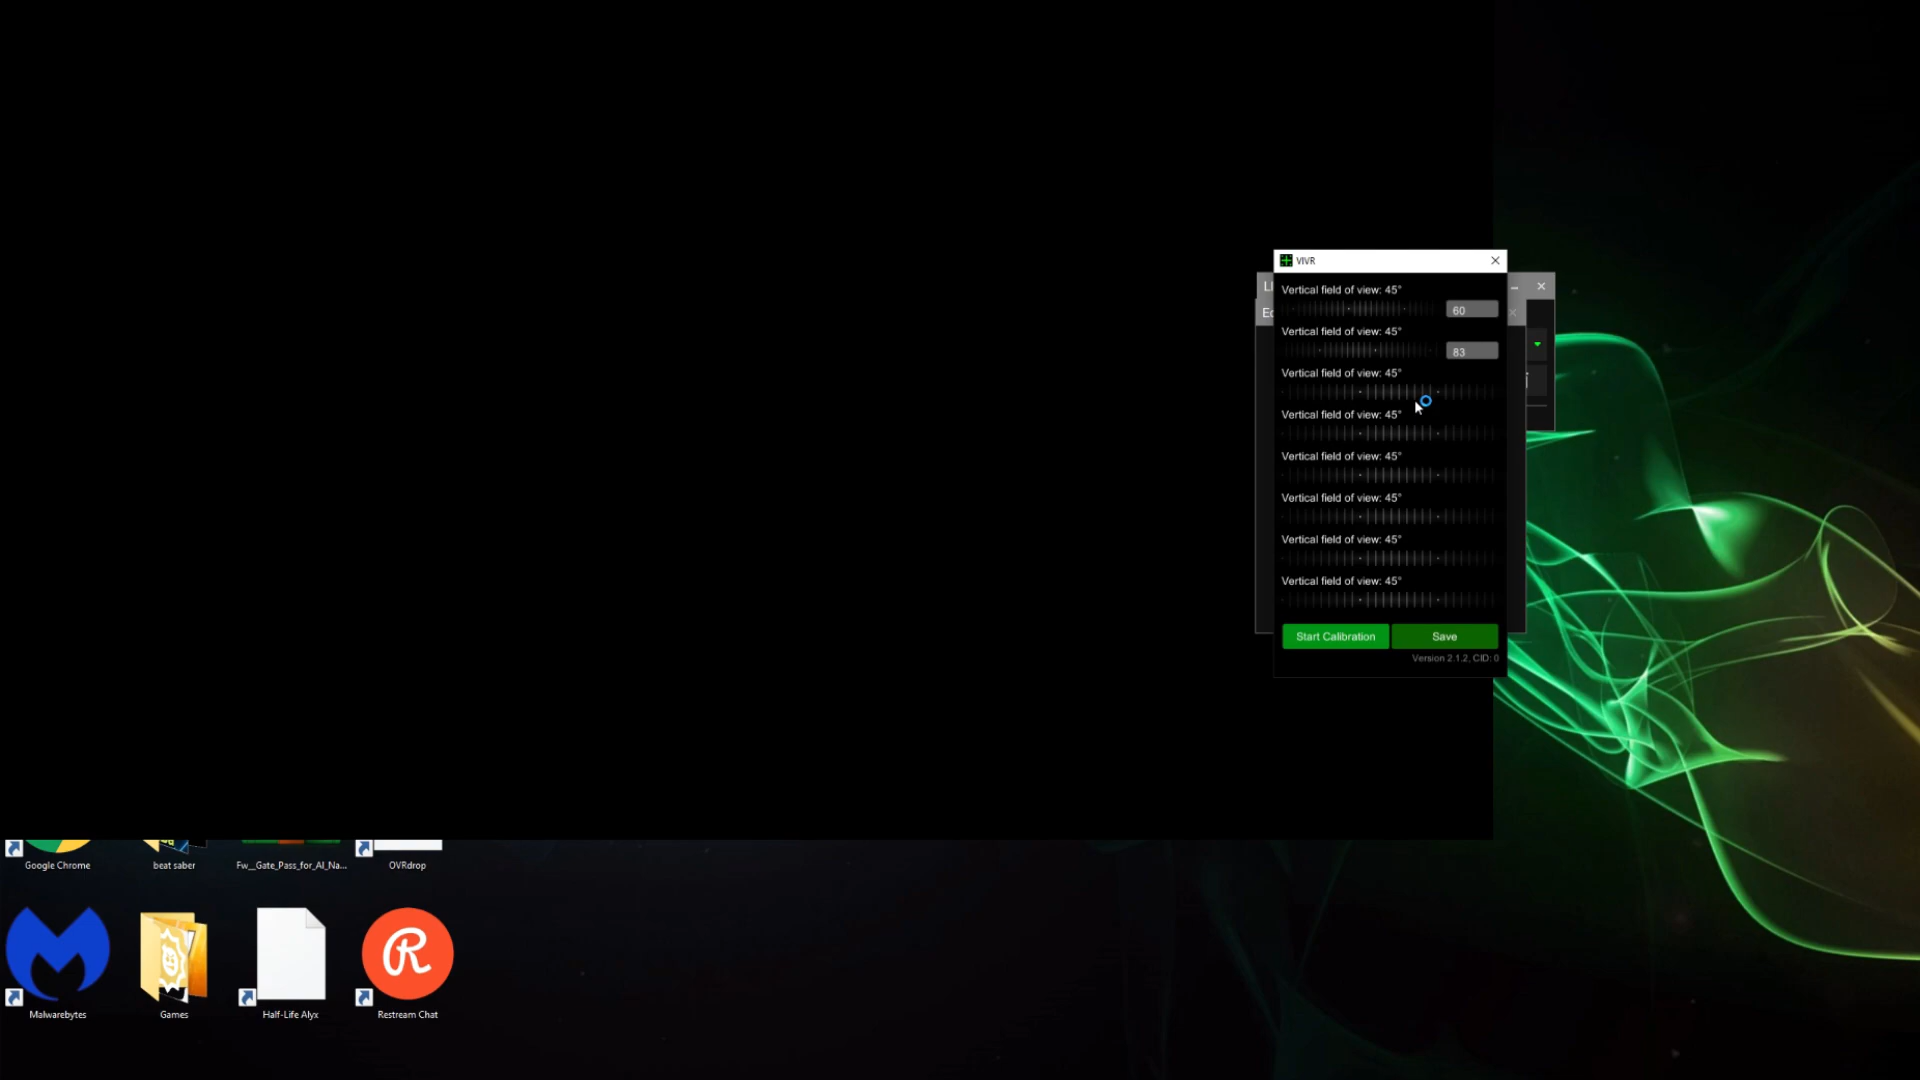 VIVR
Vertical field of view: 45°
60
Vertical field of view: 45°
83
Vertical field of view: 45°
Vertical field of view: 45°
Vertical field of view: 45°
Vertical field of view: 45°
Vertical field of view: 45°
Vertical field of view: 45°
Start Calibration
Save
Version 2.1.2, CID: 0
Google Chrome
beat saber
Fw__Gate_Pass_for_Al_Na...
OVRdrop
Malwarebytes
Games
Half-Life Alyx
Restream Chat